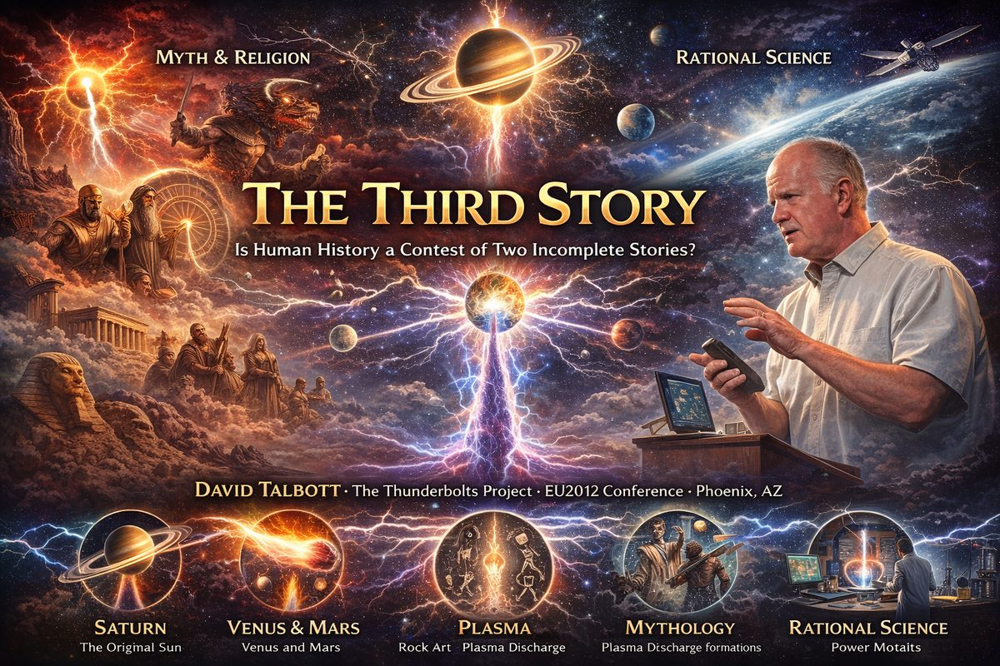 MYTH & RELIGION
RATIONAL SCIENCE
THE THIRD STORY
Is Human History a Contest of Two Incomplete Stories?
DAVID TALBOTT · The Thunderbolts Project · EU2012 Conference · Phoenix, AZ
SATURN
The Original Sun
VENUS & MARS
Venus and Mars
PLASMA
Rock Art Plasma Discharge
MYTHOLOGY
Plasma Discharge formations
RATIONAL SCIENCE
Power Motaits